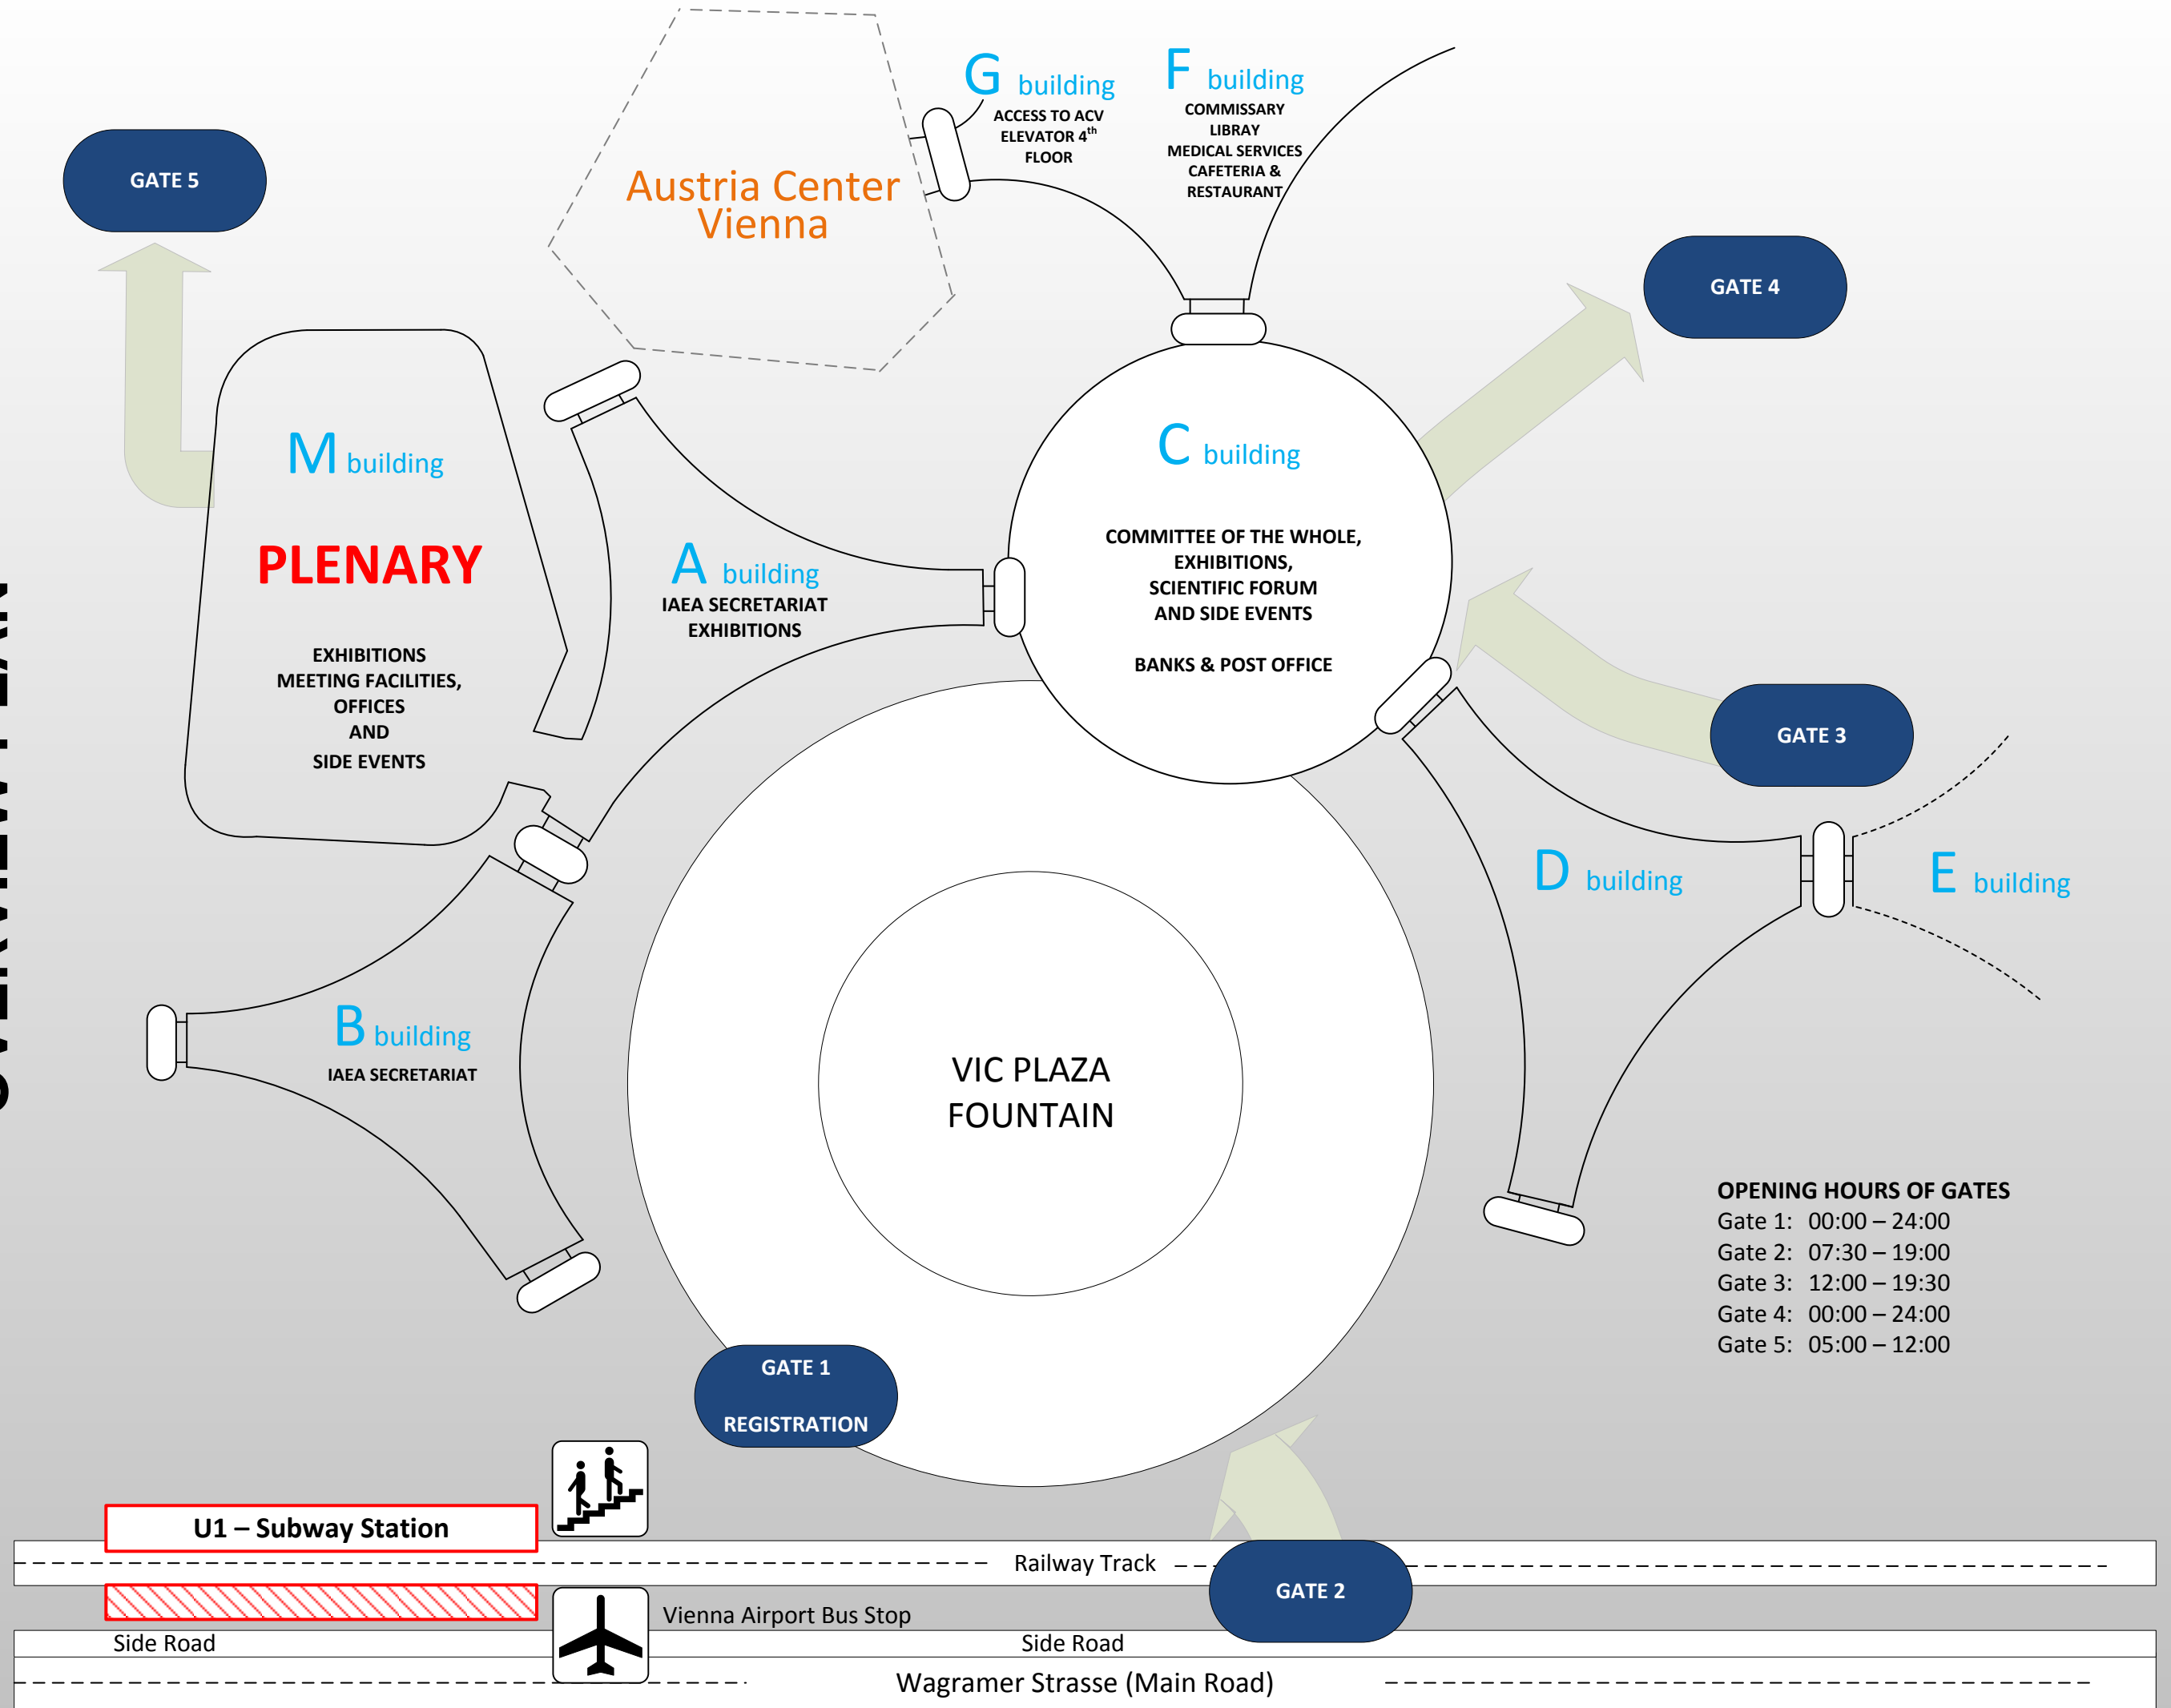 G building
ACCESS TO ACV
ELEVATOR 4th
FLOOR
F building
COMMISSARY
LIBRAY
MEDICAL SERVICES
CAFETERIA &
RESTAURANT
GATE 5
Austria Center
Vienna
GATE 4
M building
PLENARY
EXHIBITIONS
MEETING FACILITIES,
OFFICES
AND
SIDE EVENTS
A building
IAEA SECRETARIAT
EXHIBITIONS
C building
COMMITTEE OF THE WHOLE,
EXHIBITIONS,
SCIENTIFIC FORUM
AND SIDE EVENTS
BANKS & POST OFFICE
GATE 3
D building
E building
B building
IAEA SECRETARIAT
VIC PLAZA
FOUNTAIN
OPENING HOURS OF GATES
Gate 1: 00:00 – 24:00
Gate 2: 07:30 – 19:00
Gate 3: 12:00 – 19:30
Gate 4: 00:00 – 24:00
Gate 5: 05:00 – 12:00
GATE 1
REGISTRATION
U1 – Subway Station
Railway Track
GATE 2
Vienna Airport Bus Stop
Side Road
Side Road
Wagramer Strasse (Main Road)